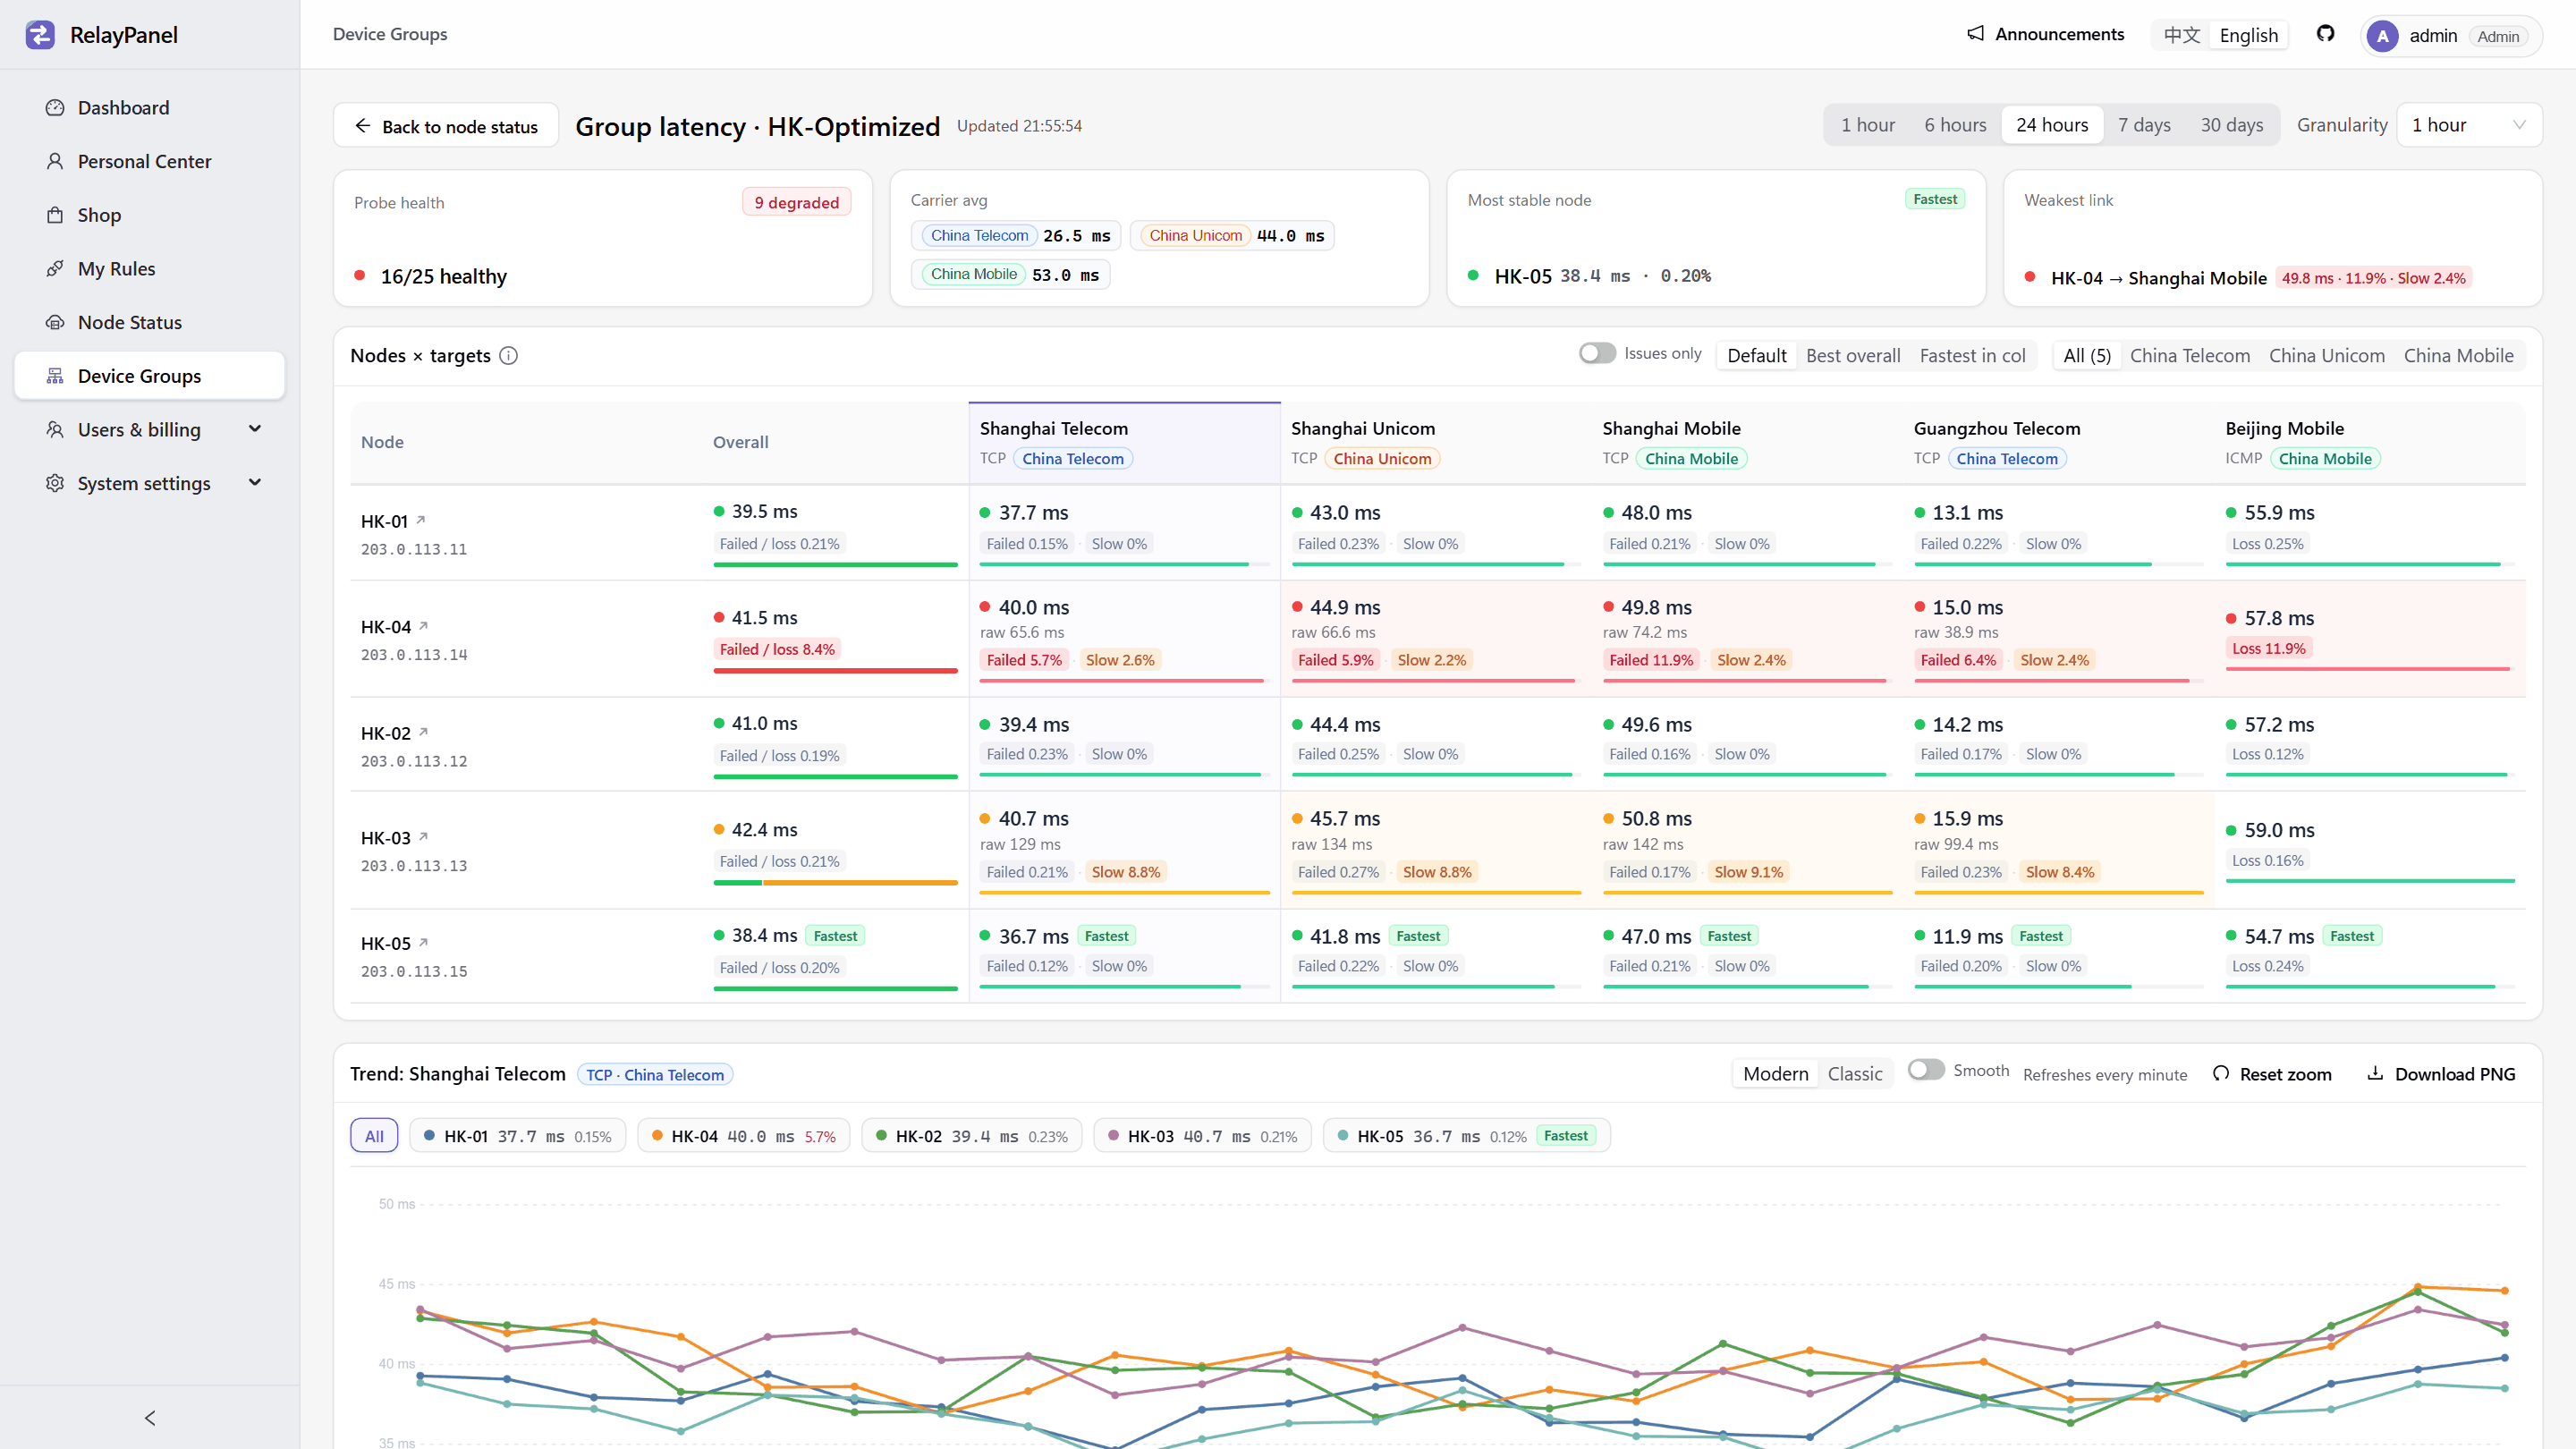 RelayPanel
Device Groups
Announcements
中文 English
A admin Admin
Dashboard
Personal Center
Shop
My Rules
Node Status
Device Groups
Users & billing
System settings
Back to node status
Group latency · HK-Optimized
Updated 21:55:54
1 hour 6 hours 24 hours 7 days 30 days
Granularity 1 hour
Probe health
9 degraded
16/25 healthy
Carrier avg
China Telecom 26.5 ms China Unicom 44.0 ms
China Mobile 53.0 ms
Most stable node
Fastest
HK-05 38.4 ms · 0.20%
Weakest link
HK-04 → Shanghai Mobile 49.8 ms · 11.9% · Slow 2.4%
Nodes × targets
Issues only
Default Best overall Fastest in col
All (5) China Telecom China Unicom China Mobile
Node Overall
Shanghai Telecom
TCP China Telecom
Shanghai Unicom
TCP China Unicom
Shanghai Mobile
TCP China Mobile
Guangzhou Telecom
TCP China Telecom
Beijing Mobile
ICMP China Mobile
HK-01
203.0.113.11
39.5 ms
Failed / loss 0.21%
37.7 ms
Failed 0.15% · Slow 0%
43.0 ms
Failed 0.23% · Slow 0%
48.0 ms
Failed 0.21% · Slow 0%
13.1 ms
Failed 0.22% · Slow 0%
55.9 ms
Loss 0.25%
HK-04
203.0.113.14
41.5 ms
Failed / loss 8.4%
40.0 ms
raw 65.6 ms
Failed 5.7% · Slow 2.6%
44.9 ms
raw 66.6 ms
Failed 5.9% · Slow 2.2%
49.8 ms
raw 74.2 ms
Failed 11.9% · Slow 2.4%
15.0 ms
raw 38.9 ms
Failed 6.4% · Slow 2.4%
57.8 ms
Loss 11.9%
HK-02
203.0.113.12
41.0 ms
Failed / loss 0.19%
39.4 ms
Failed 0.23% · Slow 0%
44.4 ms
Failed 0.25% · Slow 0%
49.6 ms
Failed 0.16% · Slow 0%
14.2 ms
Failed 0.17% · Slow 0%
57.2 ms
Loss 0.12%
HK-03
203.0.113.13
42.4 ms
Failed / loss 0.21%
40.7 ms
raw 129 ms
Failed 0.21% · Slow 8.8%
45.7 ms
raw 134 ms
Failed 0.27% · Slow 8.8%
50.8 ms
raw 142 ms
Failed 0.17% · Slow 9.1%
15.9 ms
raw 99.4 ms
Failed 0.23% · Slow 8.4%
59.0 ms
Loss 0.16%
HK-05
203.0.113.15
38.4 ms Fastest
Failed / loss 0.20%
36.7 ms Fastest
Failed 0.12% · Slow 0%
41.8 ms Fastest
Failed 0.22% · Slow 0%
47.0 ms Fastest
Failed 0.21% · Slow 0%
11.9 ms Fastest
Failed 0.20% · Slow 0%
54.7 ms Fastest
Loss 0.24%
Trend: Shanghai Telecom TCP · China Telecom
Modern Classic
Smooth
Refreshes every minute
Reset zoom
Download PNG
All
HK-01 37.7 ms 0.15%
HK-04 40.0 ms 5.7%
HK-02 39.4 ms 0.23%
HK-03 40.7 ms 0.21%
HK-05 36.7 ms 0.12% Fastest
50 ms
45 ms
40 ms
35 ms